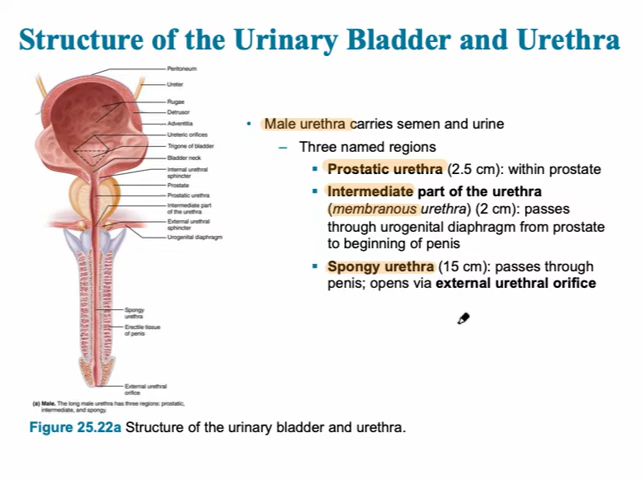 Structure of the Urinary Bladder and Urethra
Peritoneum
Ureter
Rugae
Detrusor
Adventitia
Ureteric orifices
Trigone of bladder
Bladder neck
Internal urethral
sphincter
Prostate
Prostatic urethra
Intermediate part
of the urethra
External urethral
sphincter
Urogenital diaphragm
Spongy
urethra
Erectile tissue
of penis
External urethral
orifice
(a) Male. The long male urethra has three regions: prostatic,
intermediate, and spongy.
Figure 25.22a Structure of the urinary bladder and urethra.
• Male urethra carries semen and urine
– Three named regions
▪ Prostatic urethra (2.5 cm): within prostate
▪ Intermediate part of the urethra
(membranous urethra) (2 cm): passes
through urogenital diaphragm from prostate
to beginning of penis
▪ Spongy urethra (15 cm): passes through
penis; opens via external urethral orifice